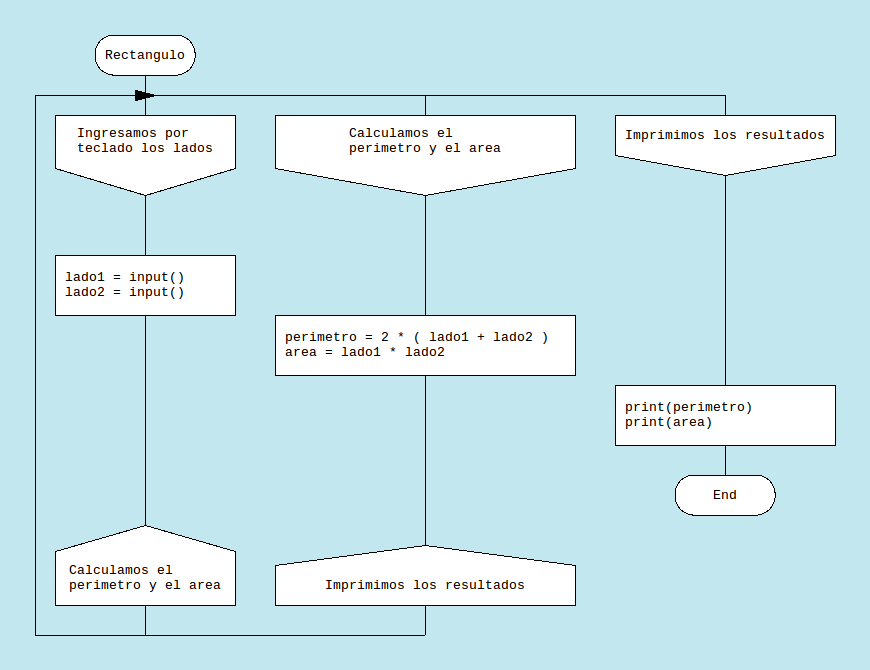 Rectangulo
Ingresamos por
teclado los lados
lado1 = input()
lado2 = input()
Calculamos el
perimetro y el area
Calculamos el
perimetro y el area
perimetro = 2 * ( lado1 + lado2 )
area = lado1 * lado2
Imprimimos los resultados
Imprimimos los resultados
print(perimetro)
print(area)
End